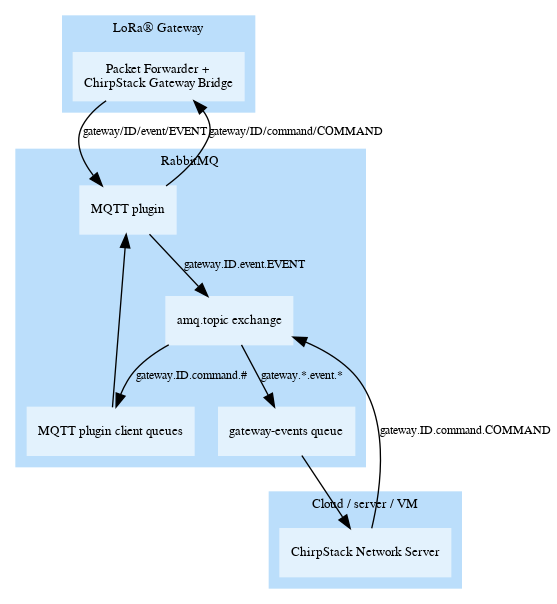 LoRa® Gateway
Packet Forwarder +
ChirpStack Gateway Bridge
gateway/ID/event/EVENT
gateway/ID/command/COMMAND
RabbitMQ
MQTT plugin
gateway.ID.event.EVENT
amq.topic exchange
gateway.ID.command.#
gateway.*.event.*
MQTT plugin client queues
gateway-events queue
gateway.ID.command.COMMAND
Cloud / server / VM
ChirpStack Network Server